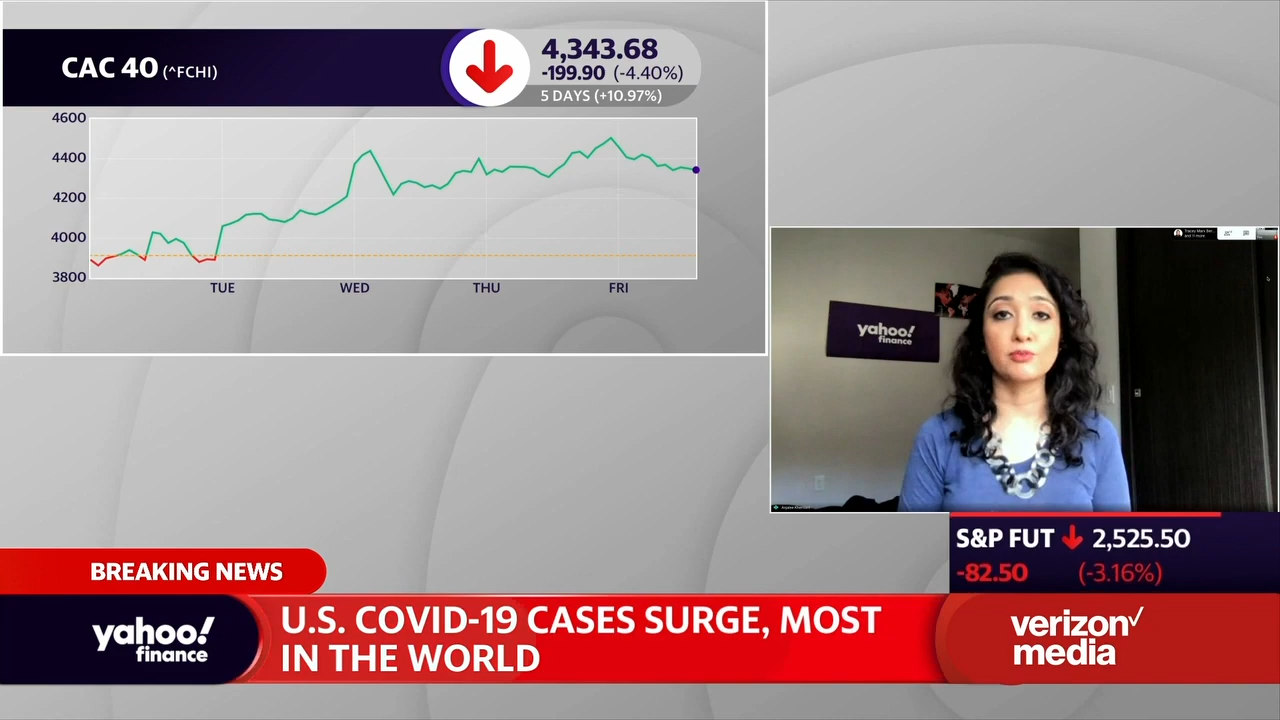 CAC 40 (^FCHI)
4,343.68
-199.90 (-4.40%)
5 DAYS (+10.97%)
4600
4400
4200
4000
3800
TUE WED THU FRI
yahoo!
finance
S&P FUT 2,525.50
-82.50 (-3.16%)
BREAKING NEWS
yahoo!
finance
U.S. COVID-19 CASES SURGE, MOST
IN THE WORLD
verizon✓
media